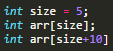 int size = 5;
int arr[size];
int arr[size+10]